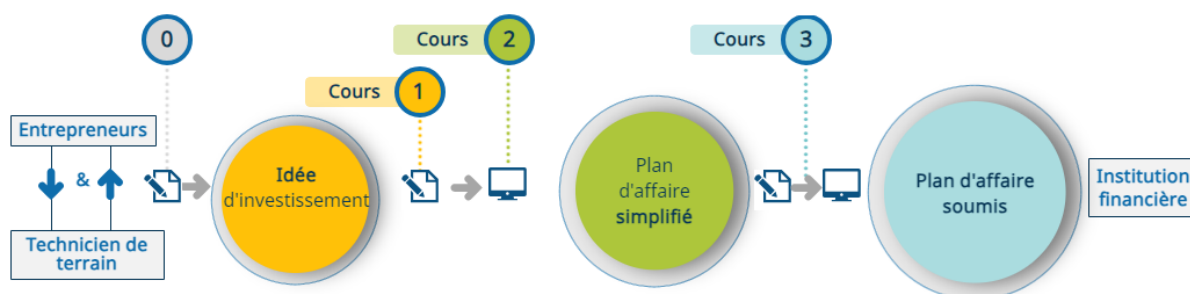 0
Cours 2
Cours 3
Cours 1
Entrepreneurs
&
Technicien de
terrain
Idée
d'investissement
Plan
d'affaire
simplifié
Plan d'affaire
soumis
Institution
financière